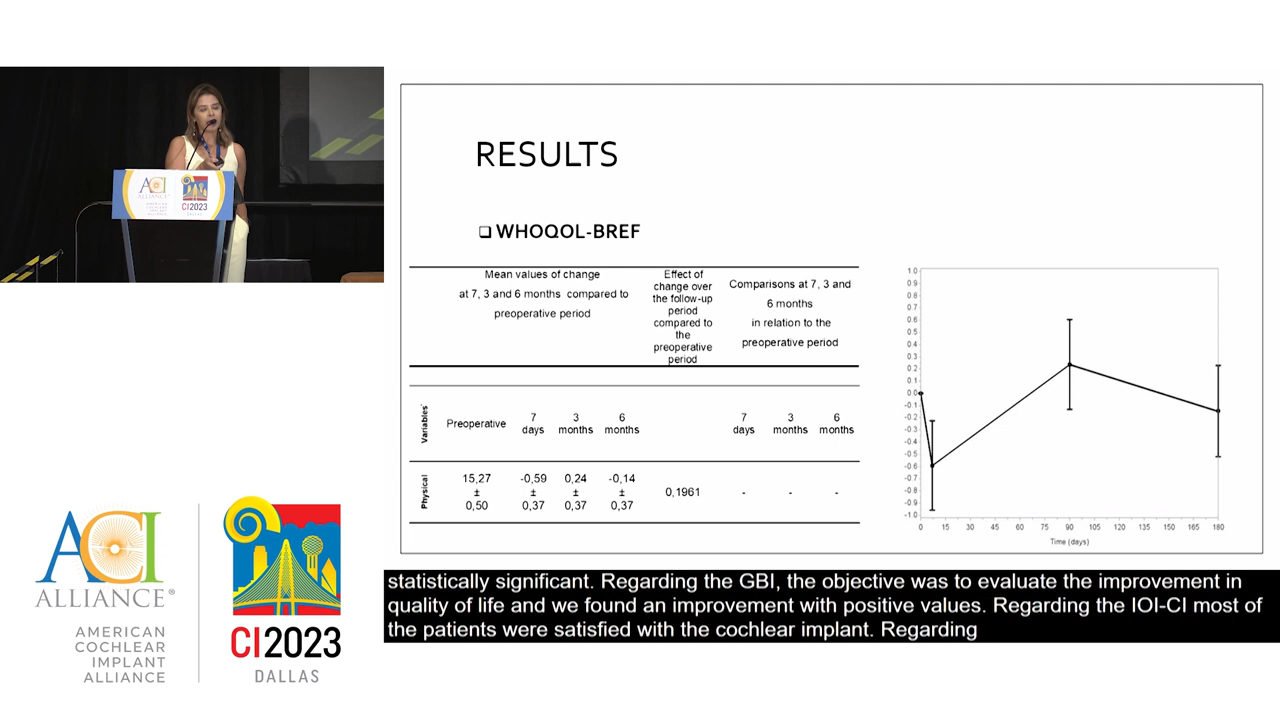 ACI
ALLIANCE
AMERICAN
COCHLEAR
IMPLANT
ALLIANCE
CI2023
DALLAS
RESULTS
❑ WHOQOL-BREF
Mean values of change
at 7, 3 and 6 months compared to
preoperative period
Effect of
change over
the follow-up
period
compared to
the
preoperative
period
Comparisons at 7, 3 and
6 months
in relation to the
preoperative period
Variables
Preoperative
7
days
3
months
6
months
7
days
3
months
6
months
Physical
15,27
±
0,50
-0,59
±
0,37
0,24
±
0,37
-0,14
±
0,37
0,1961
-
-
-
1.0
0.9
0.8
0.7
0.6
0.5
0.4
0.3
0.2
0.1
0.0
-0.1
-0.2
-0.3
-0.4
-0.5
-0.6
-0.7
-0.8
-0.9
-1.0
0 15 30 45 60 75 90 105 120 135 150 165 180
Time (days)
statistically significant. Regarding the GBI, the objective was to evaluate the improvement in
quality of life and we found an improvement with positive values. Regarding the IOI-CI most of
the patients were satisfied with the cochlear implant. Regarding
ACI
ALLIANCE®
AMERICAN
COCHLEAR
IMPLANT
ALLIANCE
CI2023
DALLAS